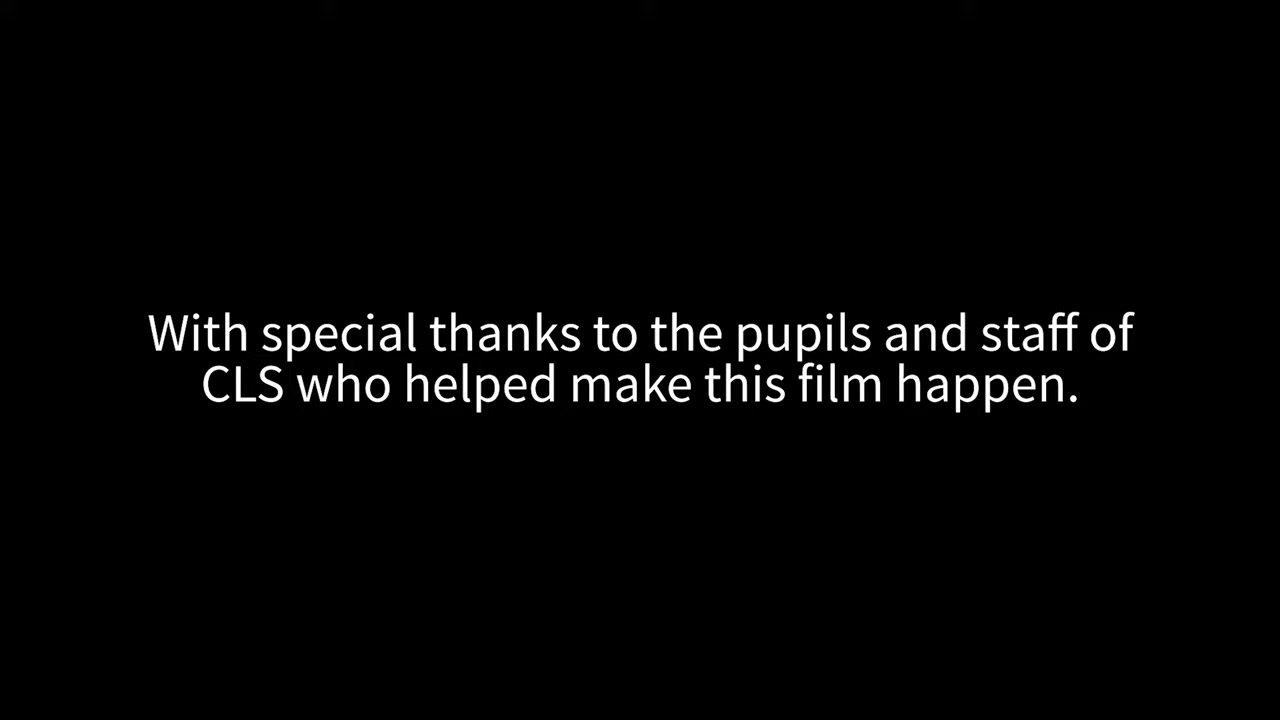 With special thanks to the pupils and staff of
CLS who helped make this film happen.